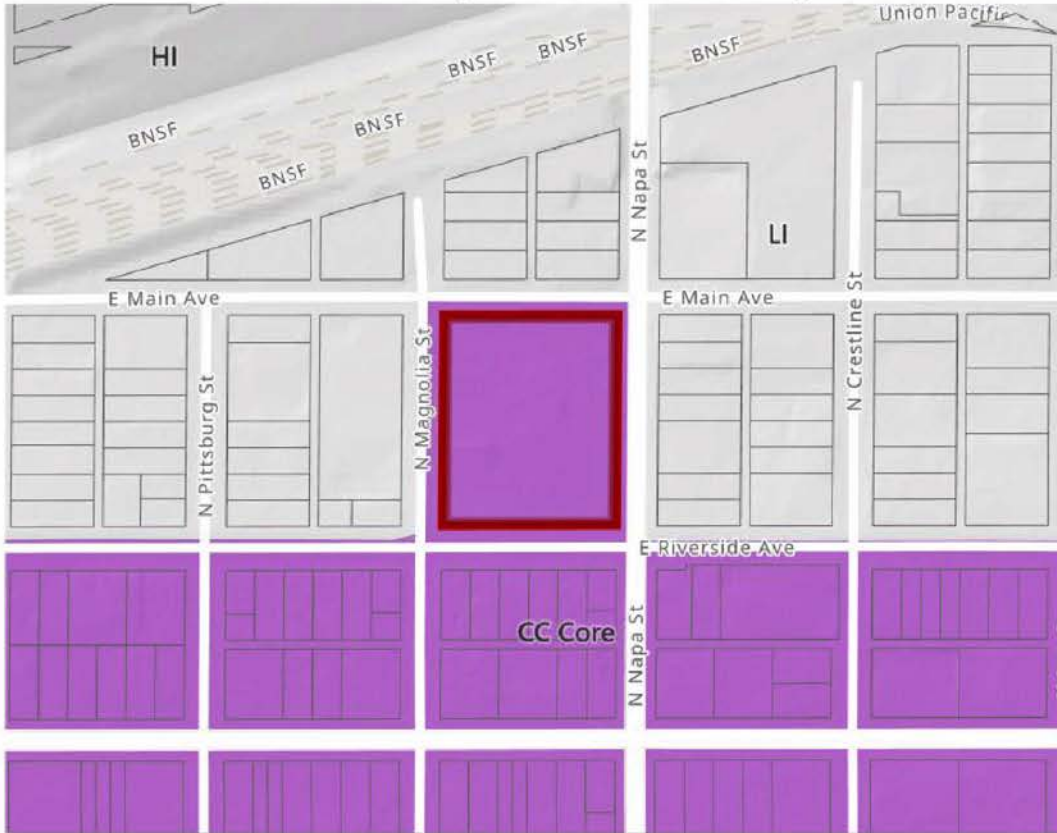 Union Pacific
HI
BNSF
BNSF
BNSF
BNSF
BNSF
BNSF
N Napa St
LI
E Main Ave
E Main Ave
N Pittsburg St
N Magnolia St
N Crestline St
E Riverside Ave
CC Core
N Napa St